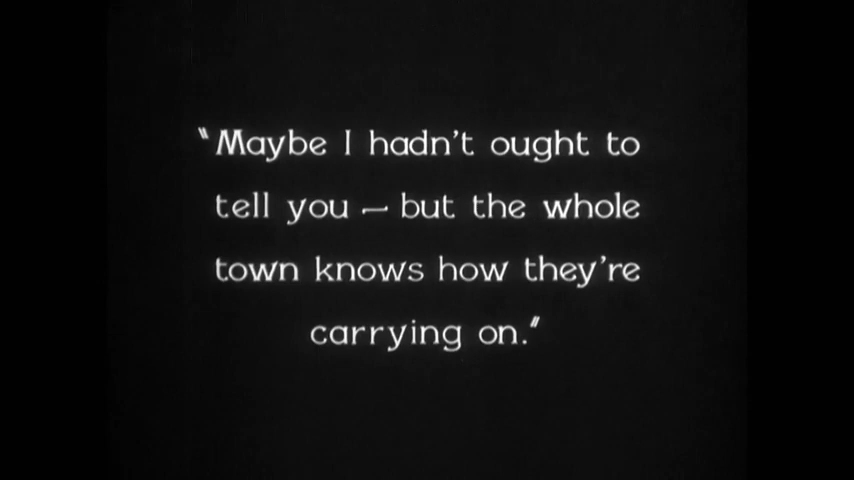 "Maybe I hadn't ought to
tell you — but the whole
town knows how they're
carrying on."